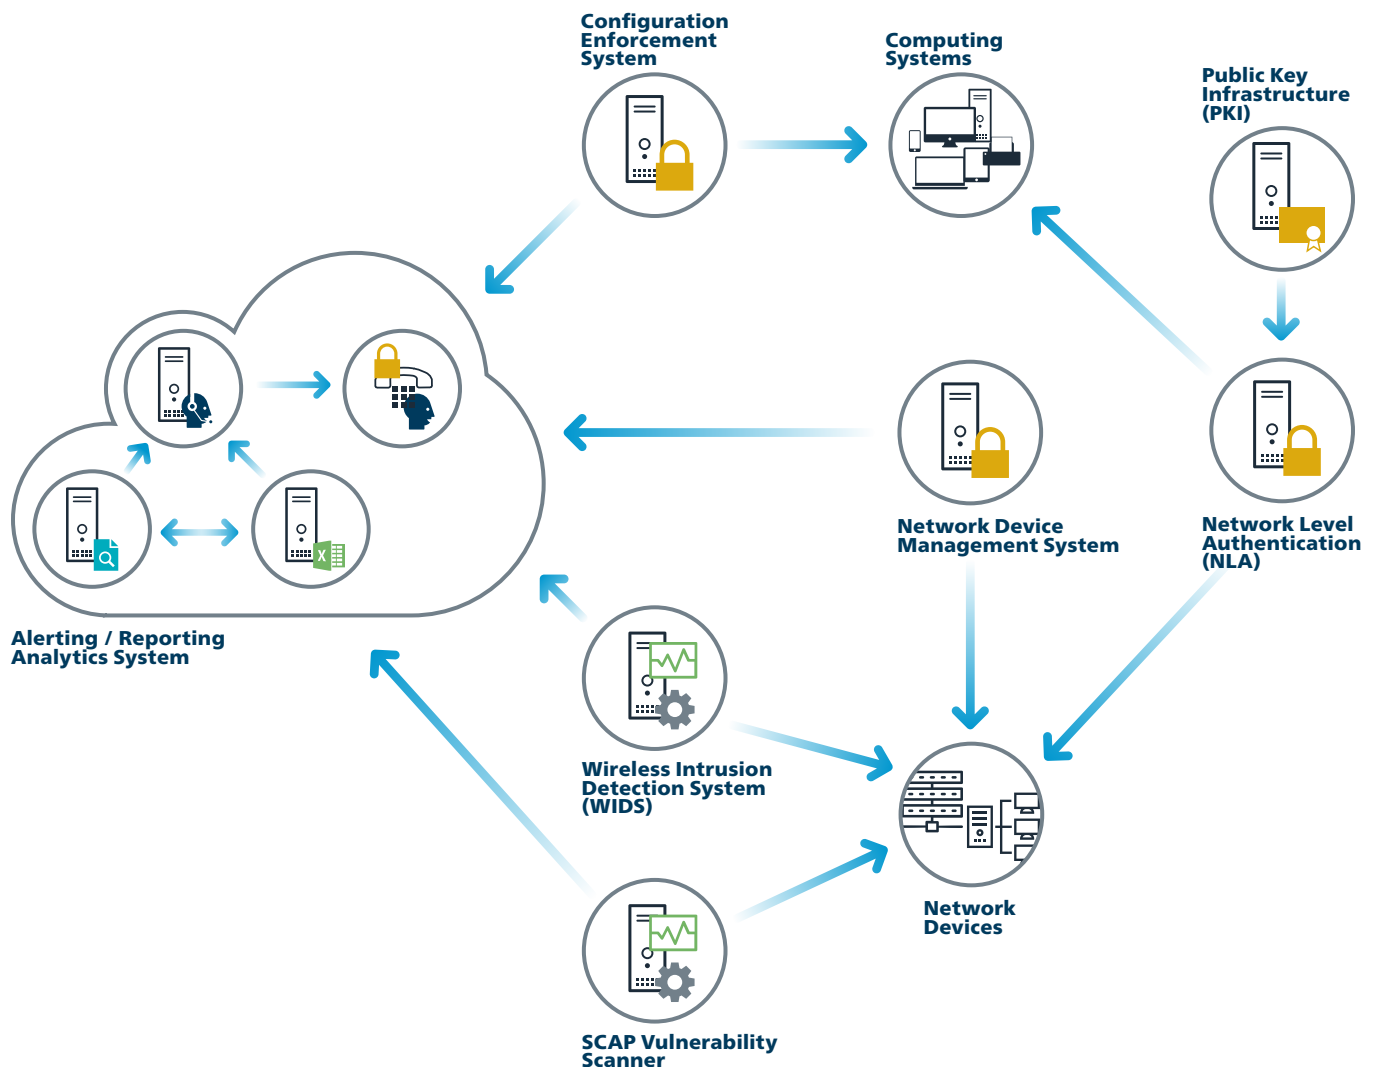 Configuration
Enforcement
System
Computing
Systems
Public Key
Infrastructure
(PKI)
Network Device
Management System
Network Level
Authentication
(NLA)
X
Alerting / Reporting
Analytics System
Wireless Intrusion
Detection System
(WIDS)
Network
Devices
SCAP Vulnerability
Scanner